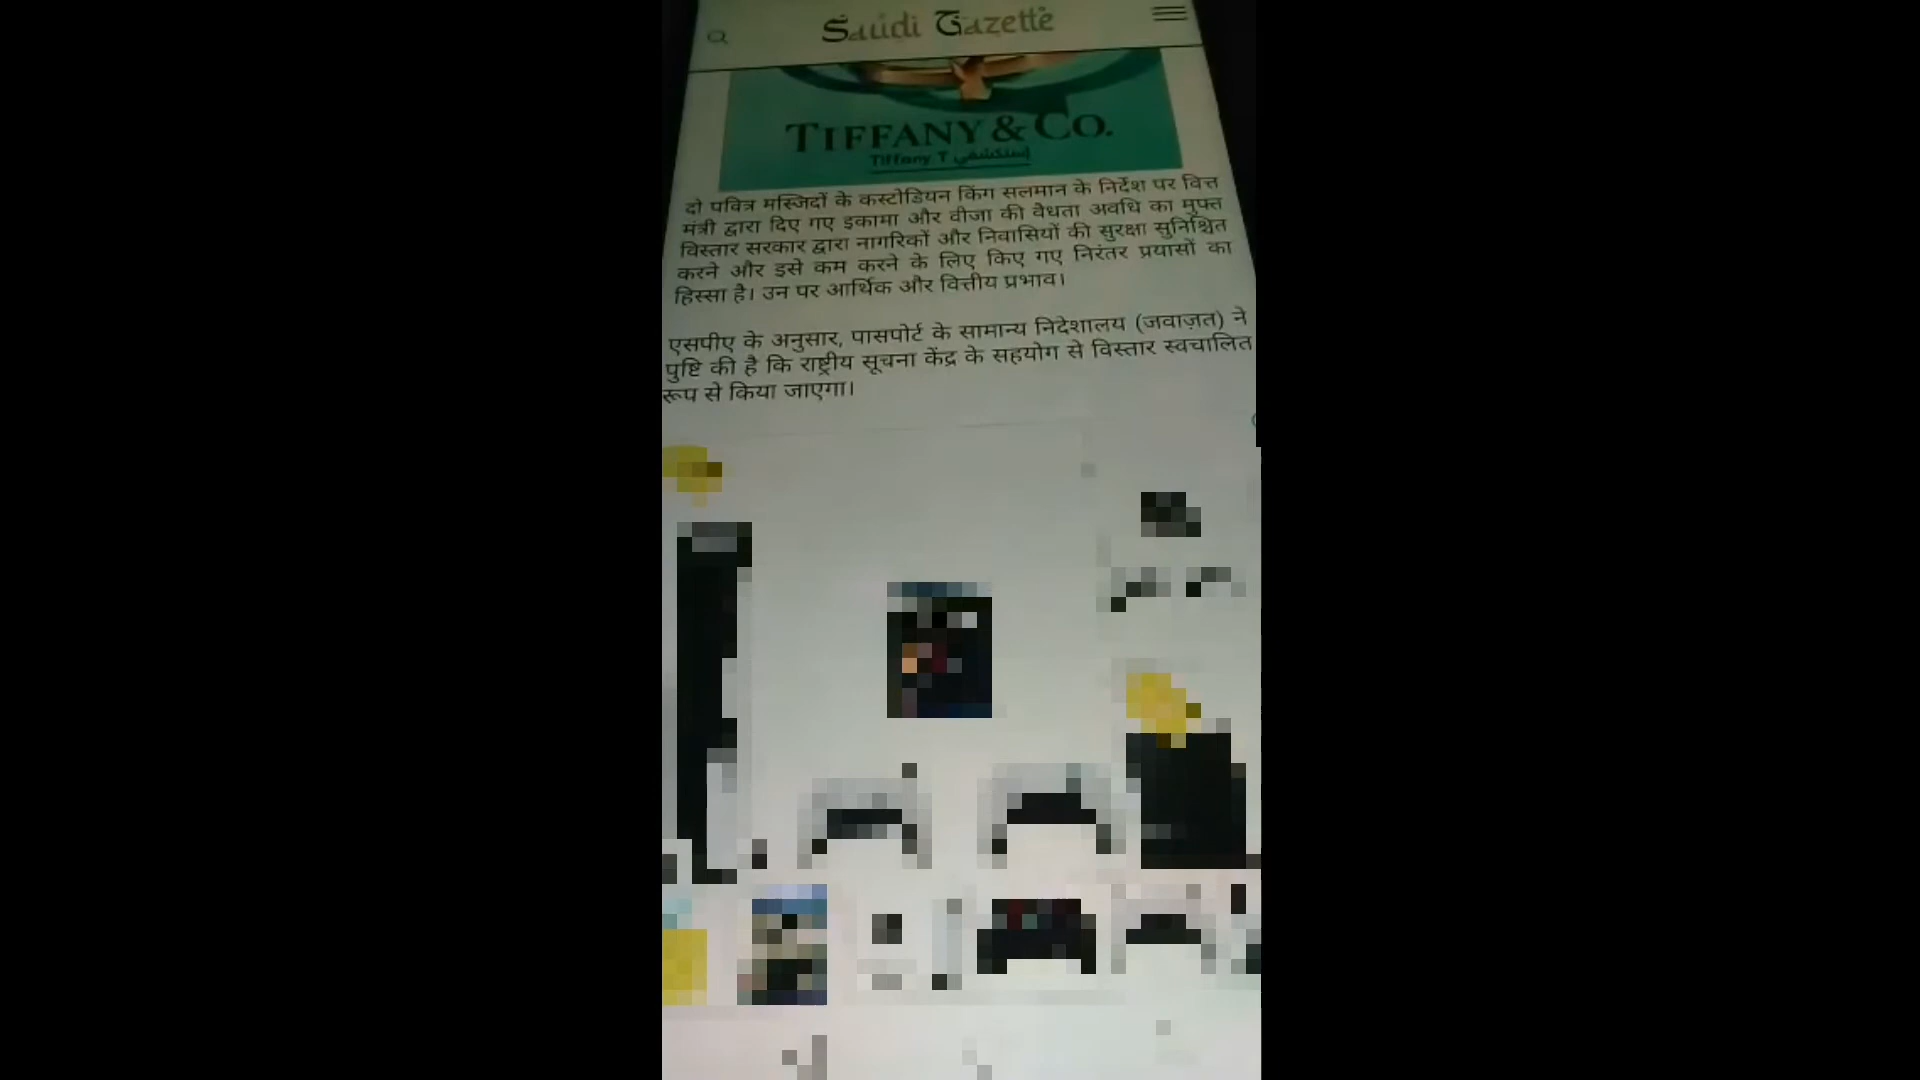 Saudi Gazette
TIFFANY & CO.
Tiffany T إستكشفي
दो पवित्र मस्जिदों के कस्टोडियन किंग सलमान के निर्देश पर वित्त
मंत्री द्वारा दिए गए इकामा और वीजा की वैधता अवधि का मुफ्त
विस्तार सरकार द्वारा नागरिकों और निवासियों की सुरक्षा सुनिश्चित
करने और इसे कम करने के लिए किए गए निरंतर प्रयासों का
हिस्सा है। उन पर आर्थिक और वित्तीय प्रभाव।
एसपीए के अनुसार, पासपोर्ट के सामान्य निदेशालय (जवाज़त) ने
पुष्टि की है कि राष्ट्रीय सूचना केंद्र के सहयोग से विस्तार स्वचालित
रूप से किया जाएगा।